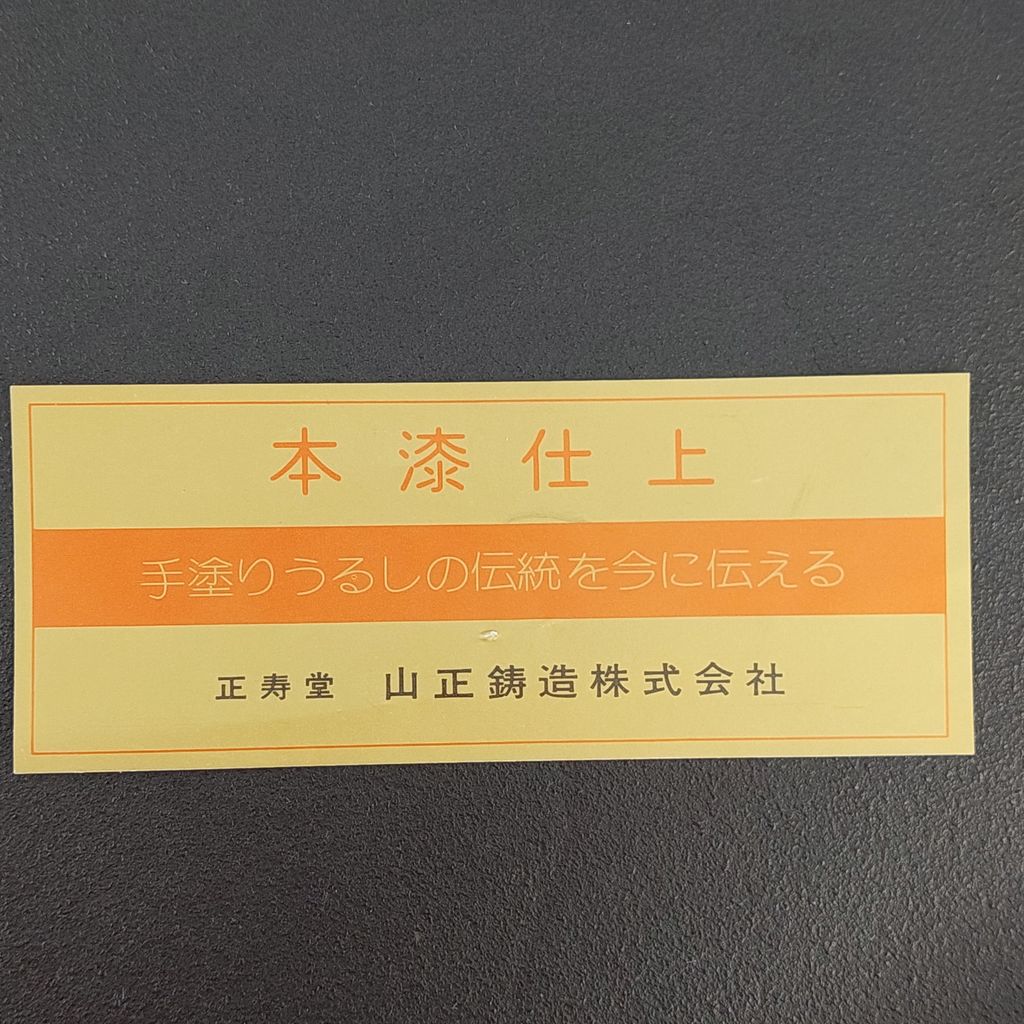 本漆仕上
手塗りうるしの伝統を今に伝える
正寿堂 山正鋳造株式会社